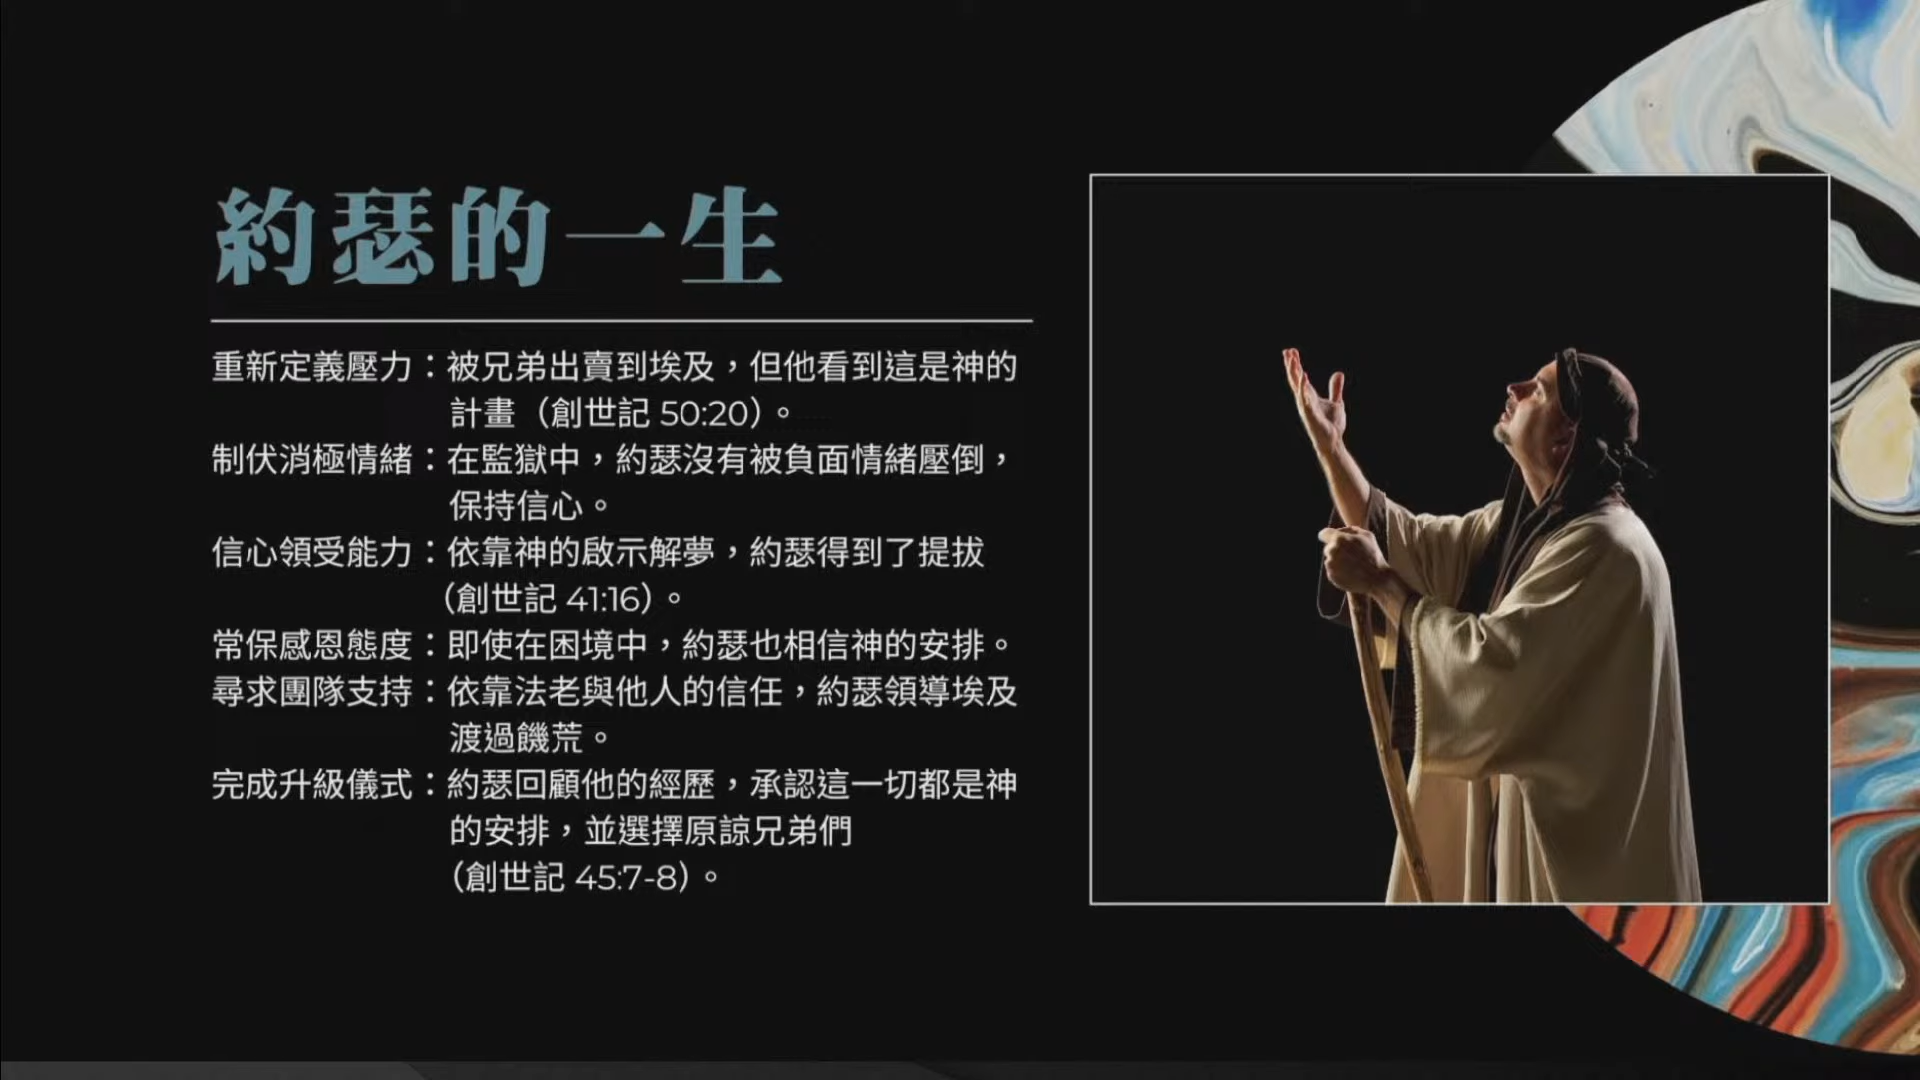 約瑟的一生
重新定義壓力：被兄弟出賣到埃及，但他看到這是神的
計畫（創世記 50:20）。
制伏消極情緒：在監獄中，約瑟沒有被負面情緒壓倒，
保持信心。
信心領受能力：依靠神的啟示解夢，約瑟得到了提拔
（創世記 41:16）。
常保感恩態度：即使在困境中，約瑟也相信神的安排。
尋求團隊支持：依靠法老與他人的信任，約瑟領導埃及
渡過饑荒。
完成升級儀式：約瑟回顧他的經歷，承認這一切都是神
的安排，並選擇原諒兄弟們
（創世記 45:7-8）。